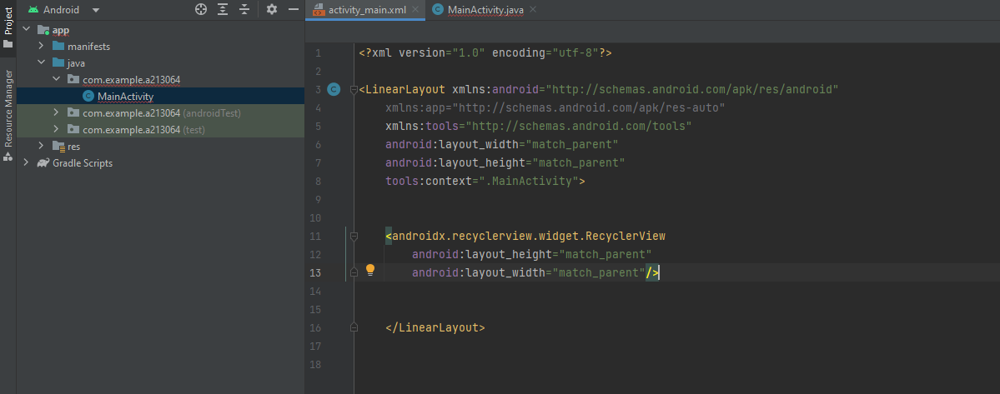 Project
Resource Manager
Android
app
manifests
java
com.example.a213064
MainActivity
com.example.a213064 (androidTest)
com.example.a213064 (test)
res
Gradle Scripts
activity_main.xml
MainActivity.java
1 <?xml version="1.0" encoding="utf-8"?>
2
3 <LinearLayout xmlns:android="http://schemas.android.com/apk/res/android"
4 xmlns:app="http://schemas.android.com/apk/res-auto"
5 xmlns:tools="http://schemas.android.com/tools"
6 android:layout_width="match_parent"
7 android:layout_height="match_parent"
8 tools:context=".MainActivity">
9
10
11 <androidx.recyclerview.widget.RecyclerView
12 android:layout_height="match_parent"
13 android:layout_width="match_parent"/>
14
15
16 </LinearLayout>
17
18